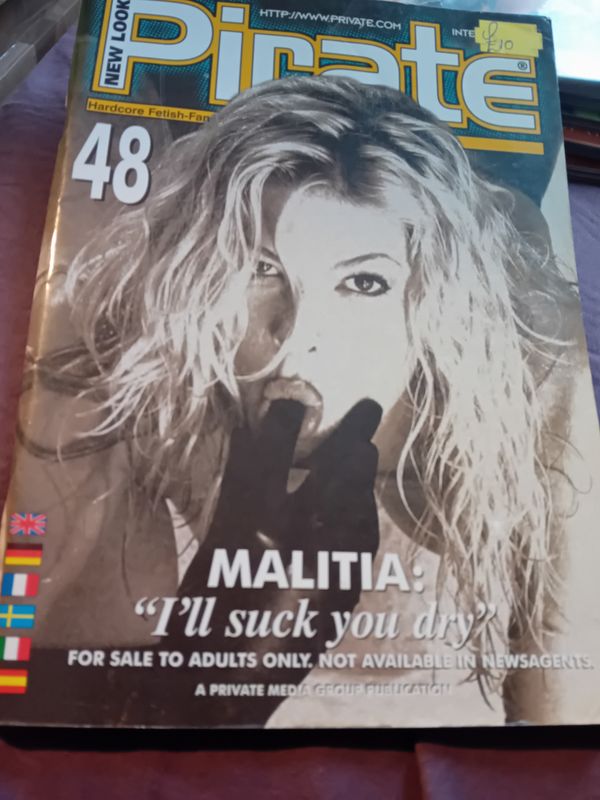 HTTP://WWW.PRIVATE.COM
£10
NEW LOOK
Pirate®
Hardcore Fetish-Fan
48
MALITIA:
“I’ll suck you dry”
FOR SALE TO ADULTS ONLY. NOT AVAILABLE IN NEWSAGENTS.
A PRIVATE MEDIA GROUP PUBLICATION